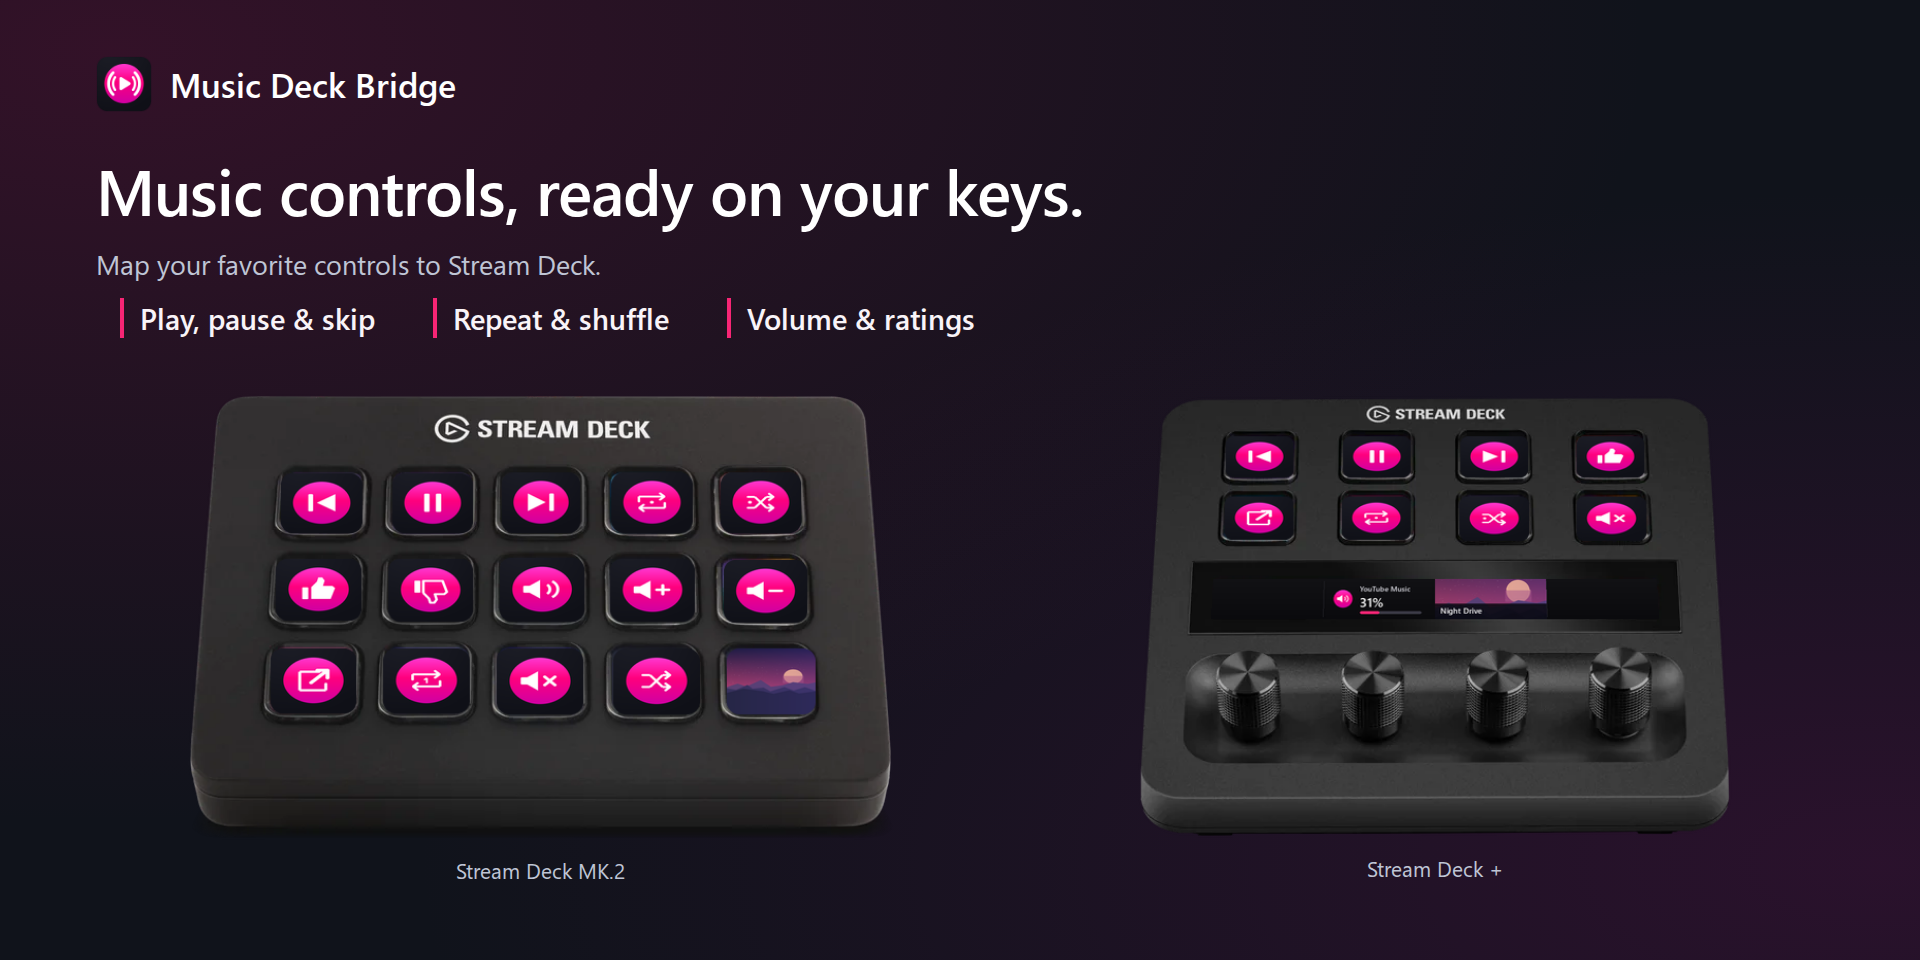 Music Deck Bridge
Music controls, ready on your keys.
Map your favorite controls to Stream Deck.
Play, pause & skip
Repeat & shuffle
Volume & ratings
STREAM DECK
STREAM DECK
YouTube Music
31%
Night Drive
Stream Deck MK.2
Stream Deck +